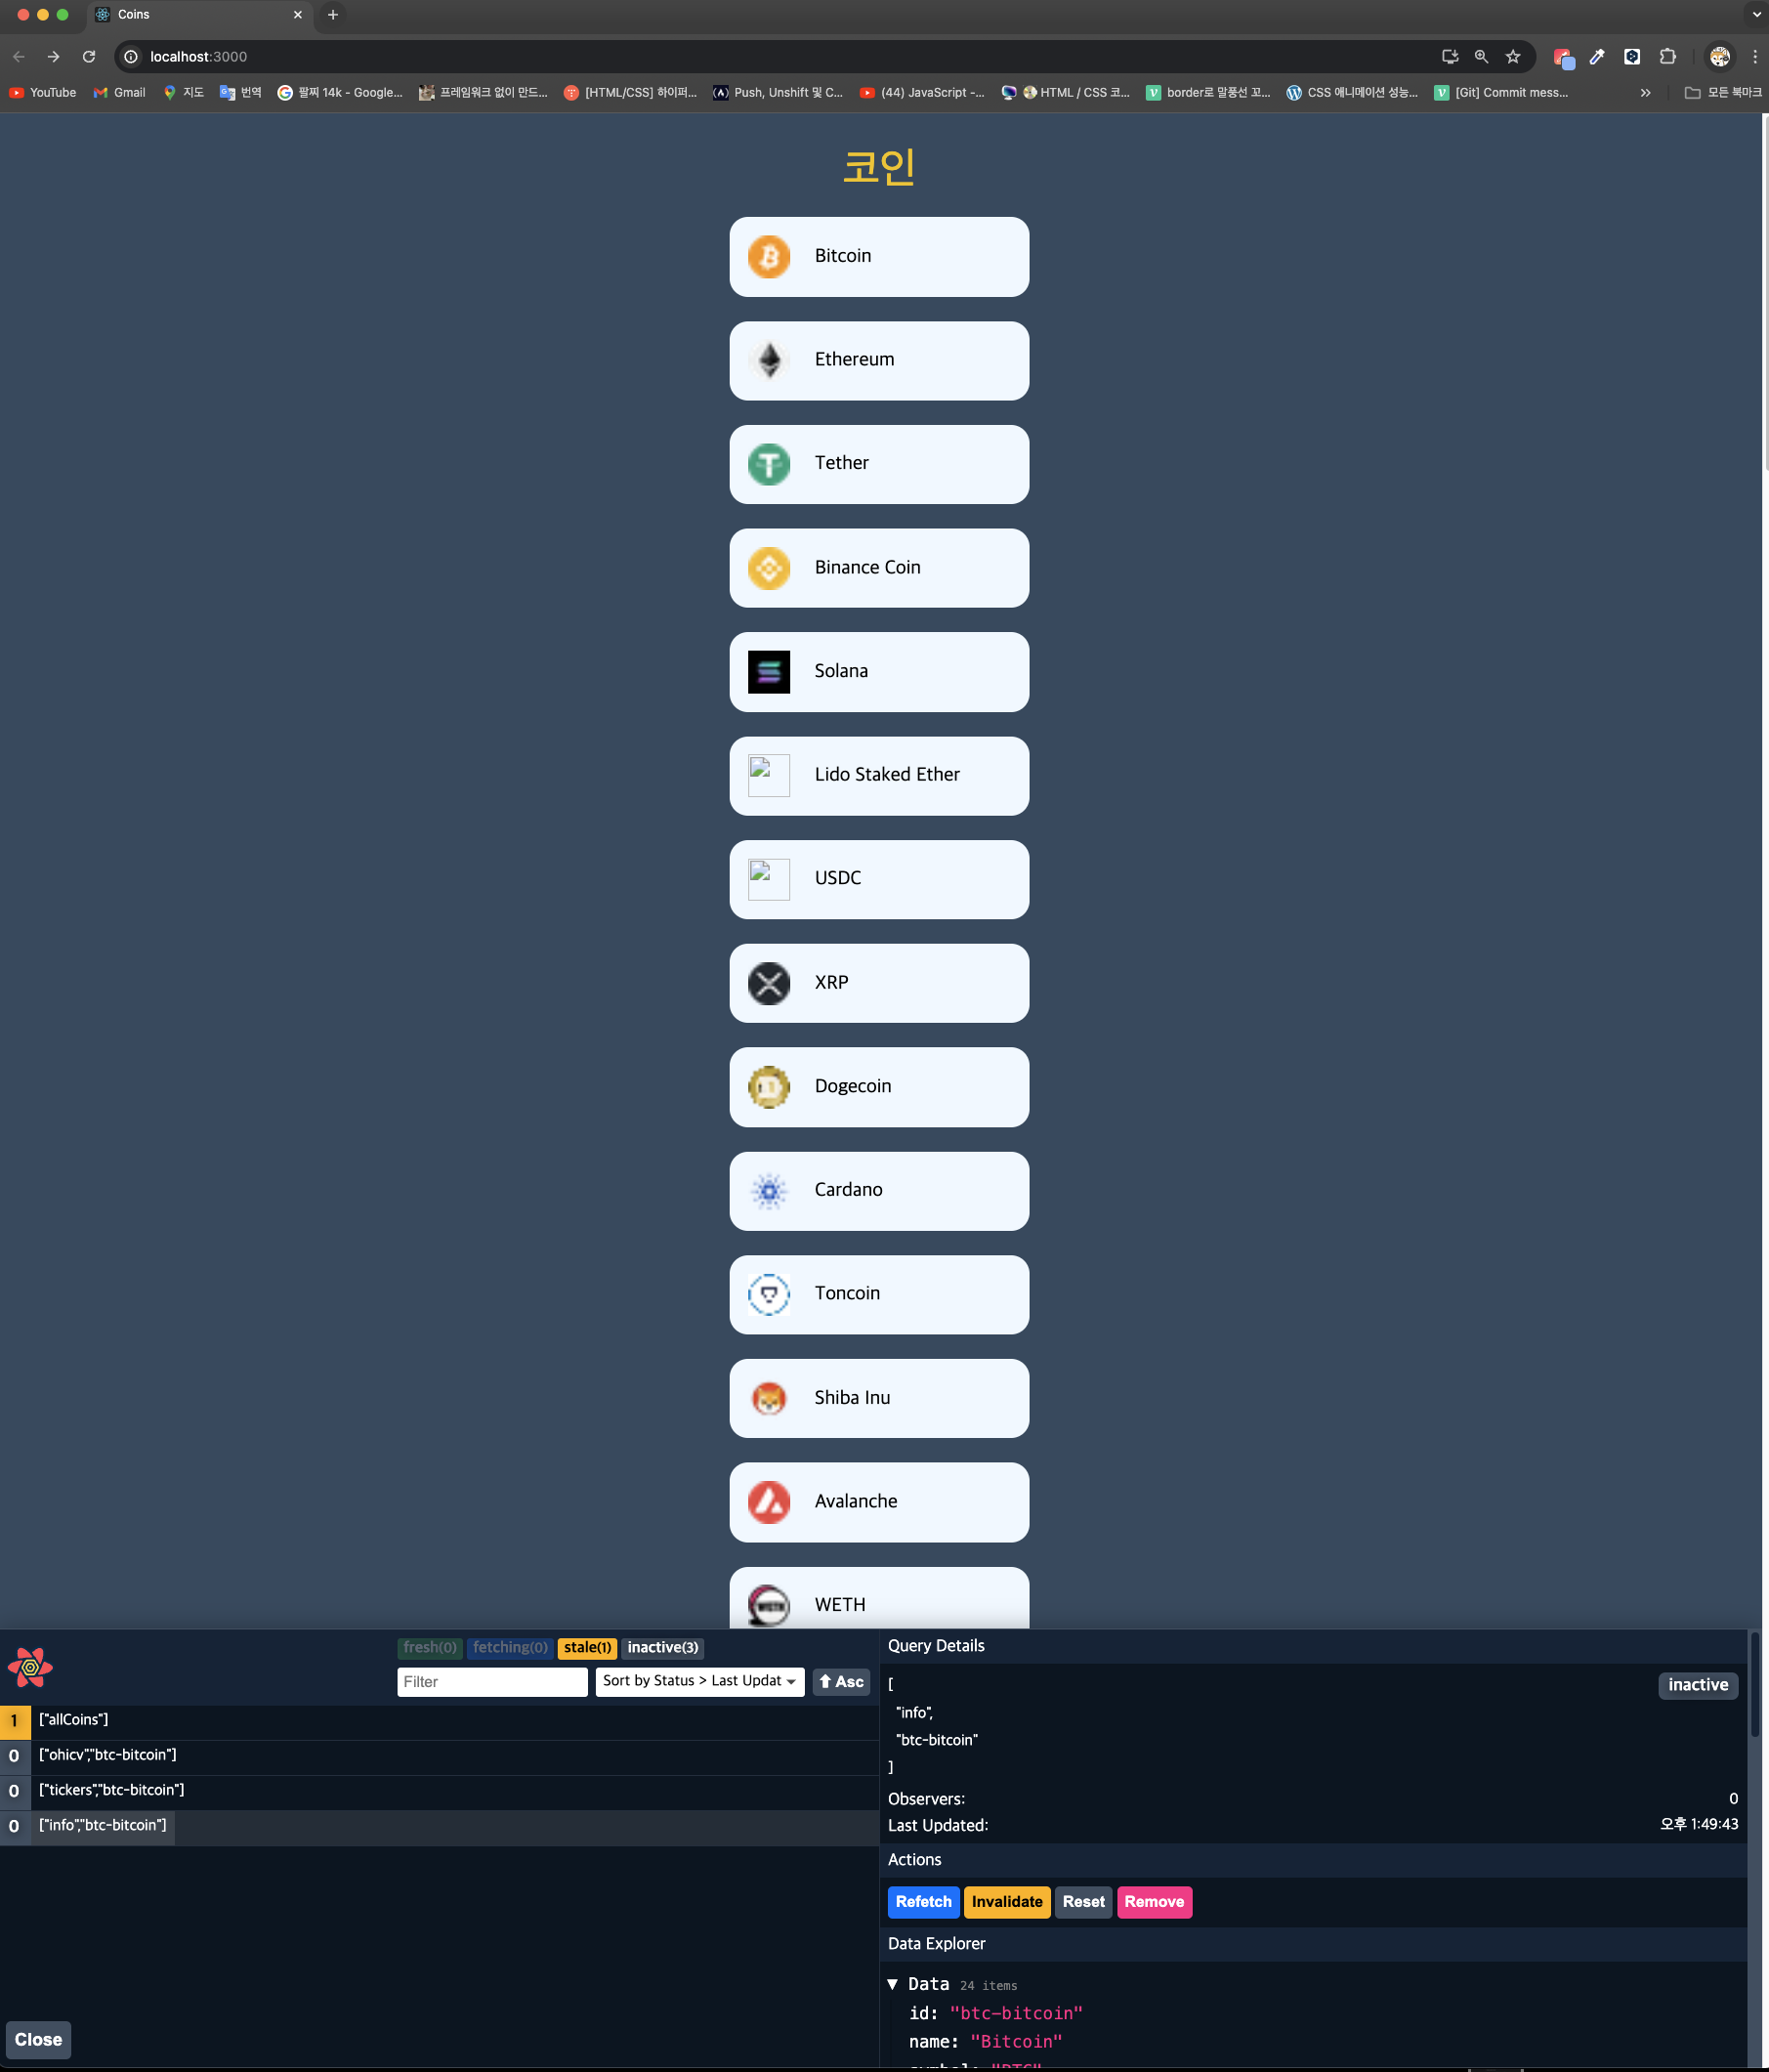 Coins
localhost:3000
YouTube
Gmail
지도
번역
팔찌 14k - Google...
프레임워크 없이 만드...
[HTML/CSS] 하이퍼...
Push, Unshift 및 C...
(44) JavaScript -...
HTML / CSS 코...
border로 말풍선 꼬...
CSS 애니메이션 성능...
[Git] Commit mess...
모든 북마크
코인
Bitcoin
Ethereum
Tether
Binance Coin
Solana
Lido Staked Ether
USDC
XRP
Dogecoin
Cardano
Toncoin
Shiba Inu
Avalanche
WETH
fresh(0) fetching(0) stale(1) inactive(3)
Filter
Sort by Status > Last Updat
Asc
1 ["allCoins"]
0 ["ohicv","btc-bitcoin"]
0 ["tickers","btc-bitcoin"]
0 ["info","btc-bitcoin"]
Close
Query Details
[
"info",
"btc-bitcoin"
]
inactive
Observers: 0
Last Updated: 오후 1:49:43
Actions
Refetch Invalidate Reset Remove
Data Explorer
▼ Data 24 items
id: "btc-bitcoin"
name: "Bitcoin"
symbol: "BTC"